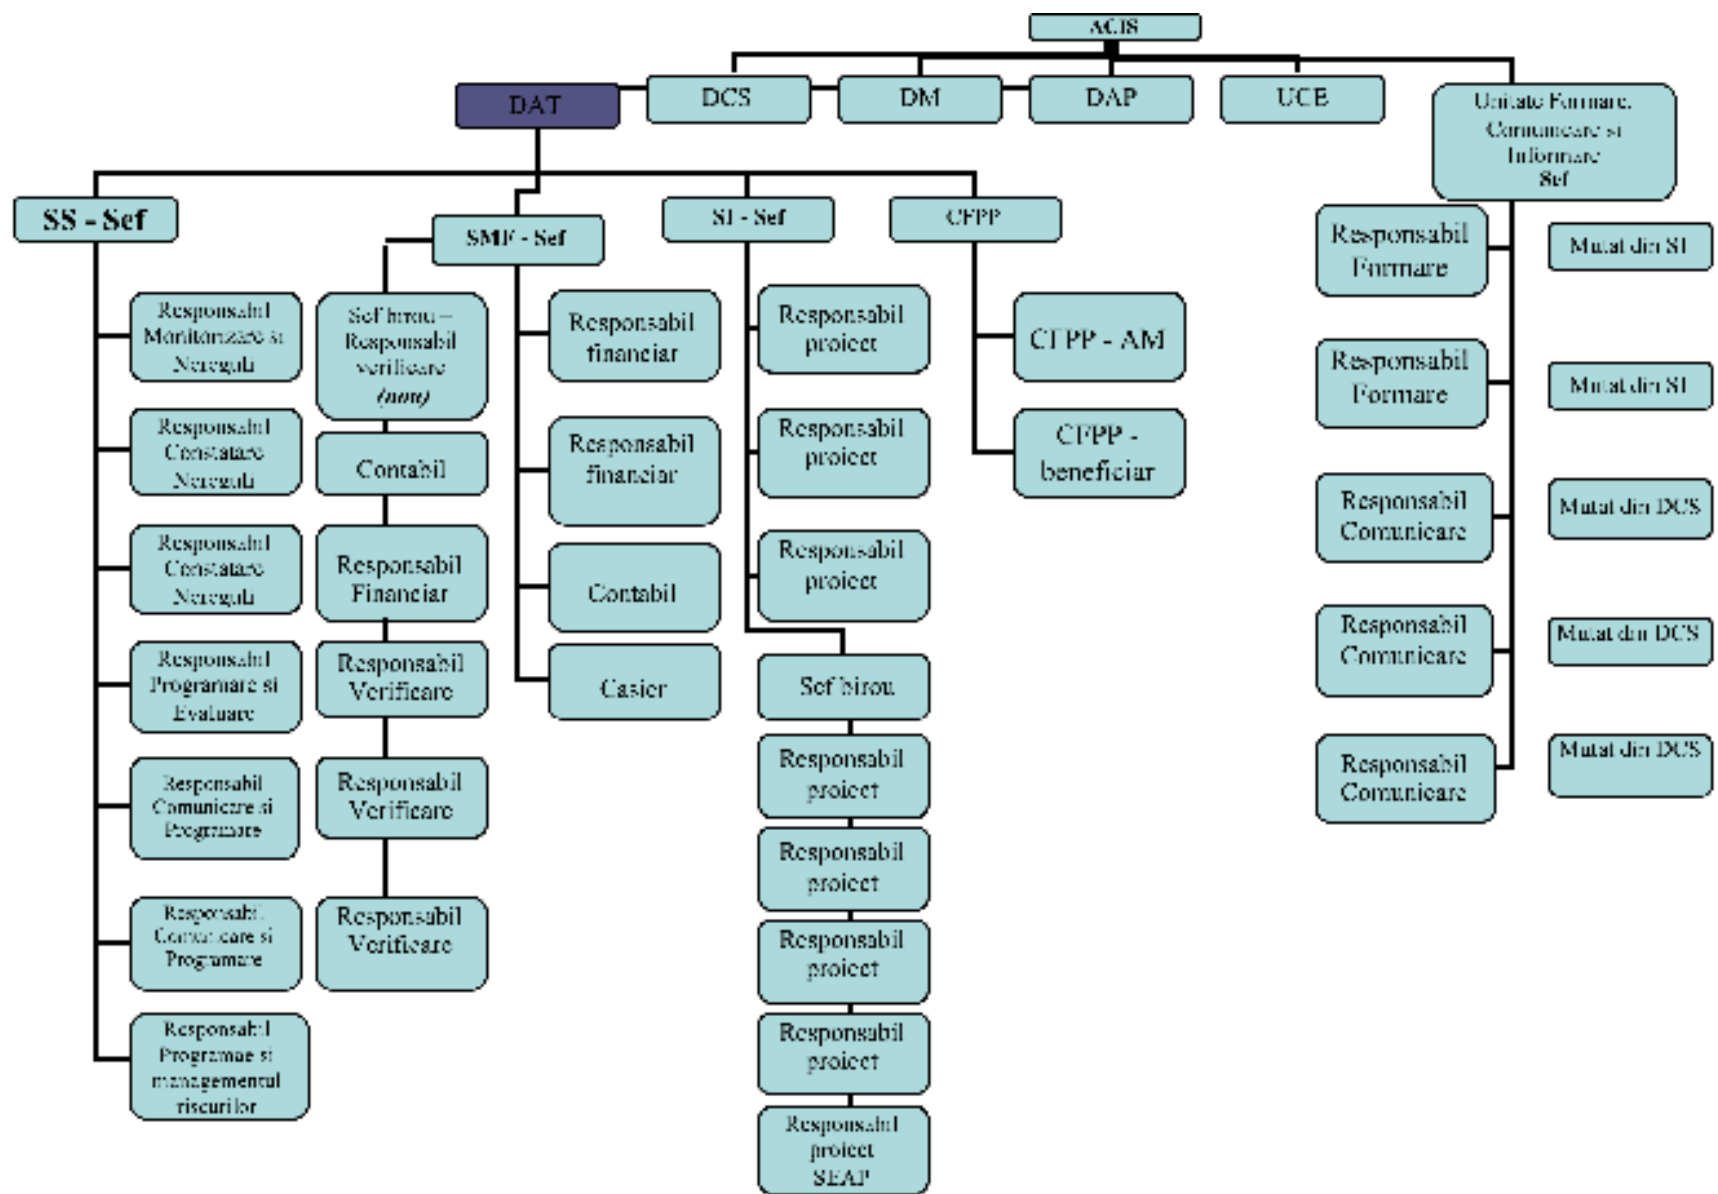 ACIS
DAT
DCS
DM
DAP
UCE
Unitate Formare,
Comunicare si
Informare
Sef
SS - Sef
SMF - Sef
SI - Sef
CFPP
Responsabil
Monitorizare si
Nereguli
Responsabil
Constatare
Nereguli
Responsabil
Constatare
Nereguli
Responsabil
Programare si
Evaluare
Responsabil
Comunicare si
Programare
Responsabil
Comunicare si
Programare
Responsabil
Programae si
managementul
riscurilor
Sef birou –
Responsabil
verificare
(nou)
Contabil
Responsabil
Financiar
Responsabil
Verificare
Responsabil
Verificare
Responsabil
Verificare
Responsabil
financiar
Responsabil
financiar
Contabil
Casier
Responsabil
proiect
Responsabil
proiect
Responsabil
proiect
Sef birou
Responsabil
proiect
Responsabil
proiect
Responsabil
proiect
Responsabil
proiect
Responsabil
proiect
SEAP
CFPP - AM
CFPP -
beneficiar
Responsabil
Formare
Mutat din SI
Responsabil
Formare
Mutat din SI
Responsabil
Comunicare
Mutat din DCS
Responsabil
Comunicare
Mutat din DCS
Responsabil
Comunicare
Mutat din DCS